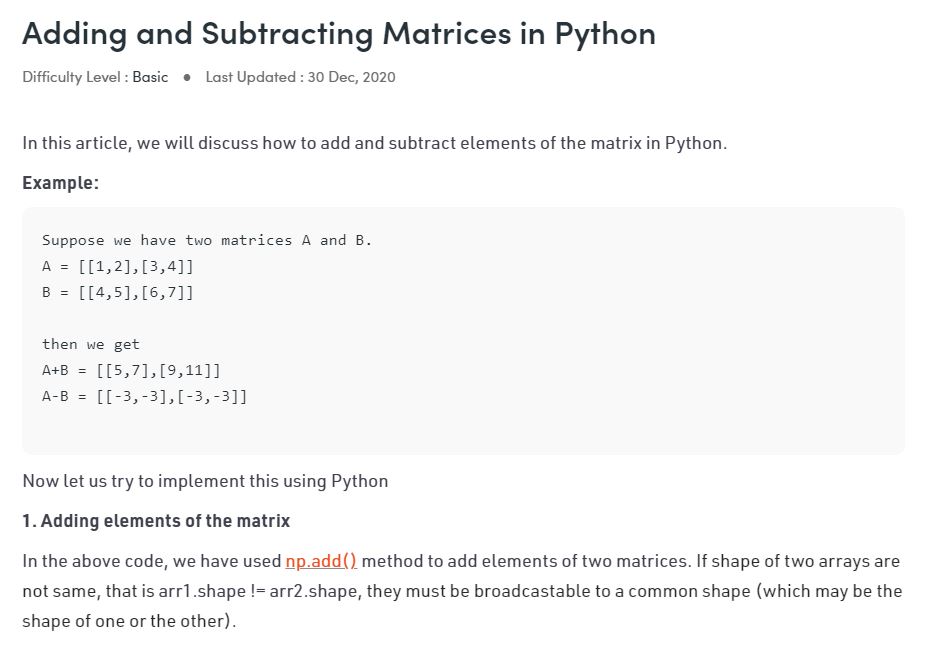 Adding and Subtracting Matrices in Python
Difficulty Level : Basic ● Last Updated : 30 Dec, 2020
In this article, we will discuss how to add and subtract elements of the matrix in Python.
Example:
Suppose we have two matrices A and B.
A = [[1,2],[3,4]]
B = [[4,5],[6,7]]
then we get
A+B = [[5,7],[9,11]]
A-B = [[-3,-3],[-3,-3]]
Now let us try to implement this using Python
1. Adding elements of the matrix
In the above code, we have used np.add() method to add elements of two matrices. If shape of two arrays are
not same, that is arr1.shape != arr2.shape, they must be broadcastable to a common shape (which may be the
shape of one or the other).